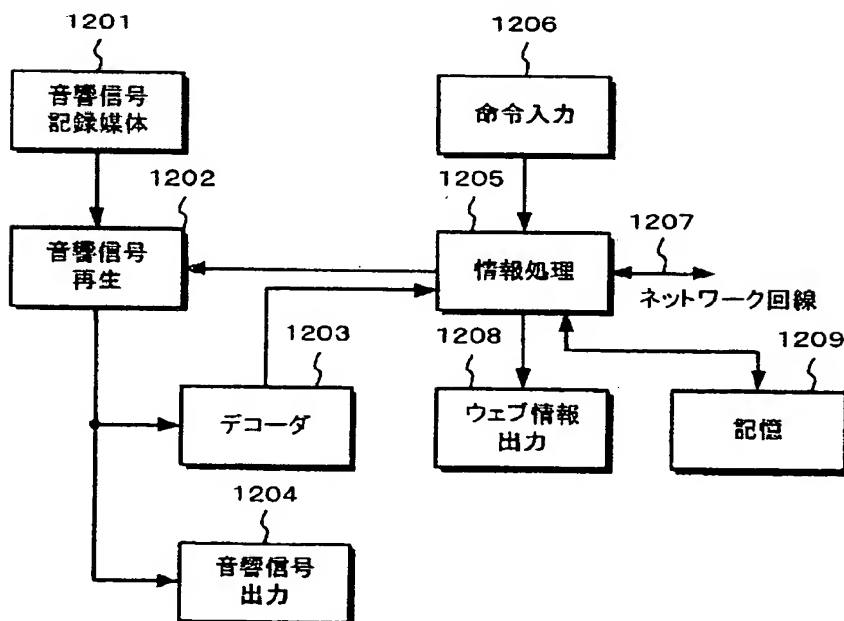 1201
音響信号
記録媒体
1206
命令入力
1202
音響信号
再生
1205
情報処理
1207
ネットワーク回線
1203
デコーダ
1208
ウェブ情報
出力
1209
記憶
1204
音響信号
出力